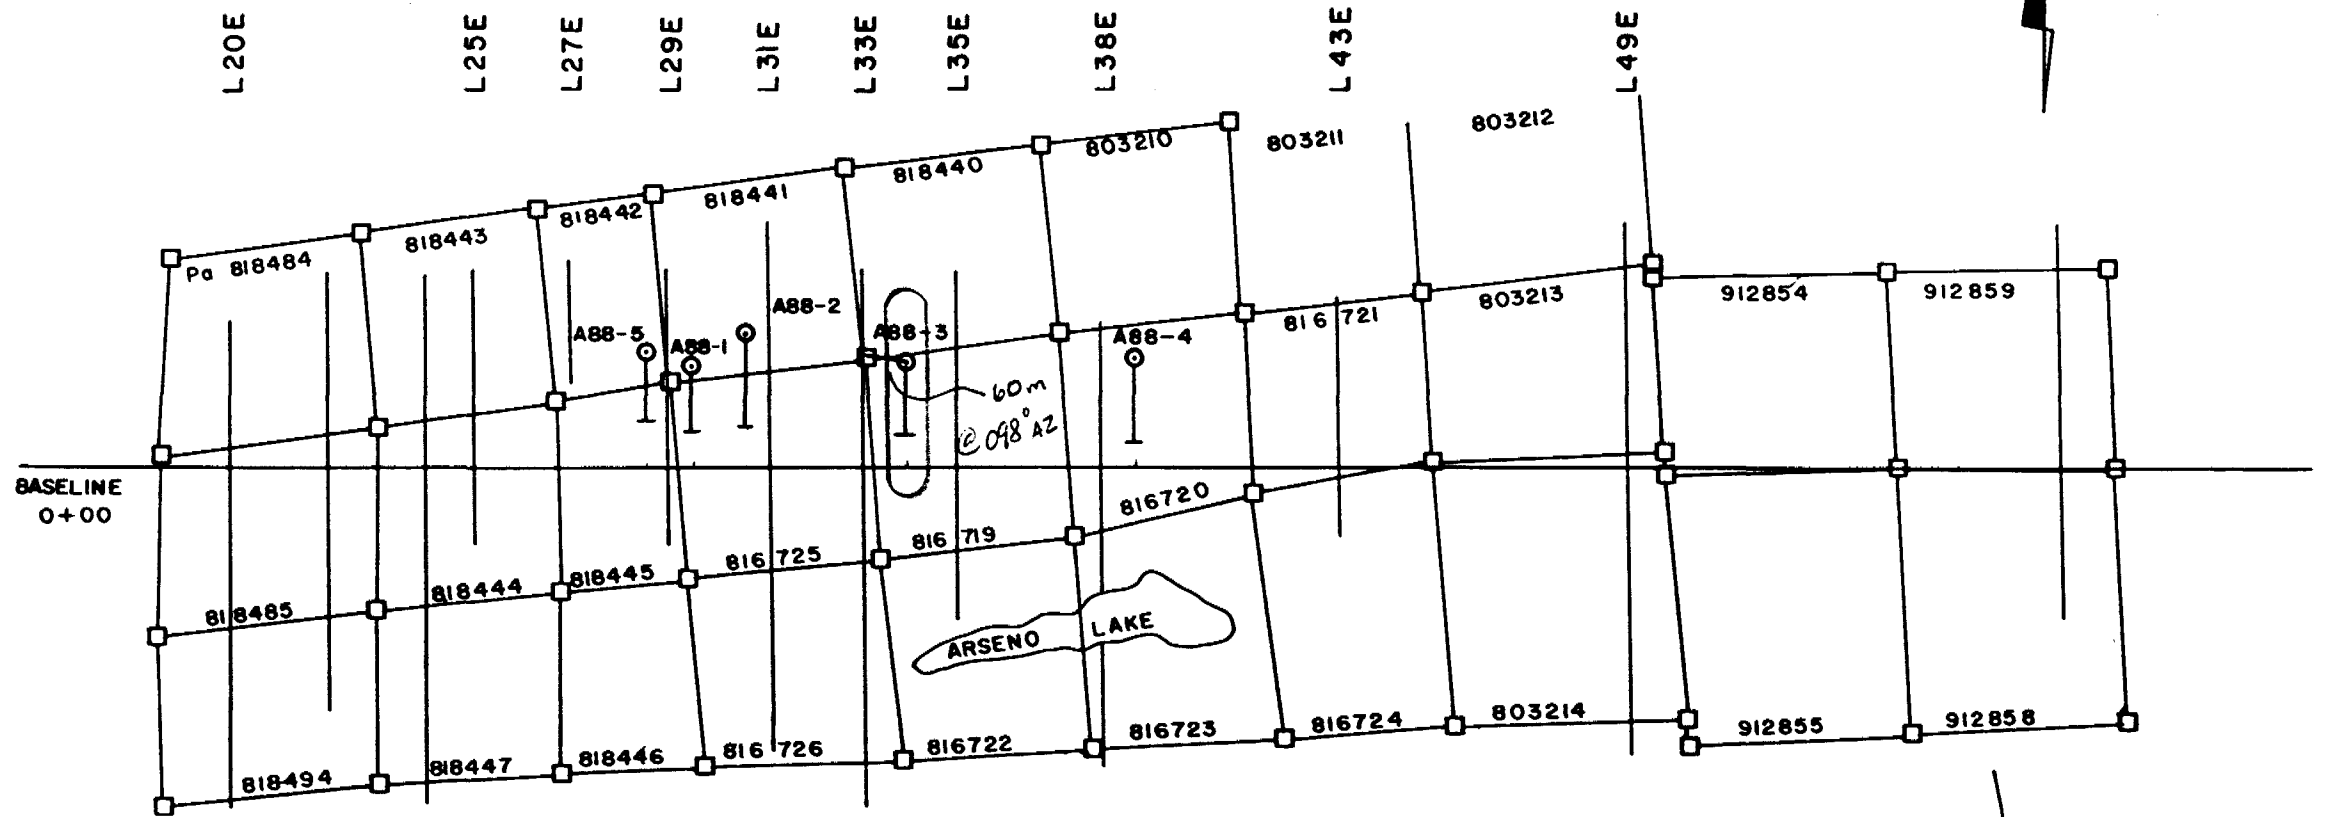 L20E
L25E
L27E
L29E
L31E
L33E
L35E
L38E
L43E
L49E
Pa 818484
818443
818442
818441
818440
803210
803211
803212
A88-5
A88-1
A88-2
A88-3
A88-4
816 721
803213
912854
912859
60m
@ 098° AZ
BASELINE
0+00
818485
818444
818445
816 725
816 719
816720
ARSENO LAKE
818494
818447
818446
816 726
816722
816723
816724
803214
912855
912858